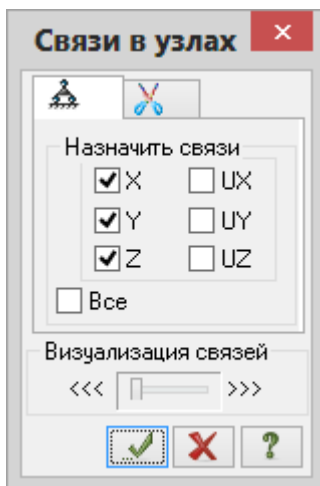 Связи в узлах
Назначить связи
X UX
Y UY
Z UZ
Все
Визуализация связей
<<< >>>
?